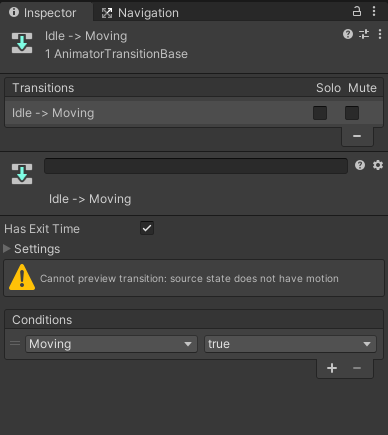 Inspector Navigation
Idle -> Moving
1 AnimatorTransitionBase
Transitions Solo Mute
Idle -> Moving
Idle -> Moving
Has Exit Time
Settings
Cannot preview transition: source state does not have motion
Conditions
Moving true